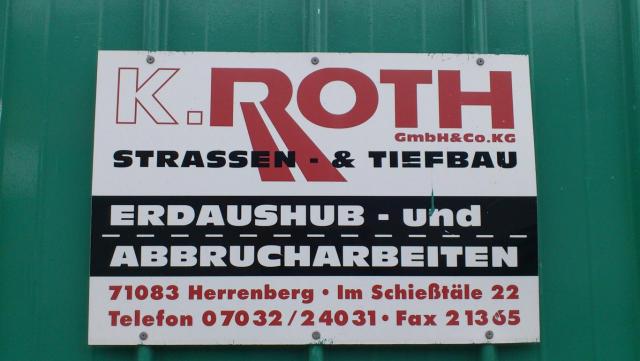 K. ROTH
GmbH&Co.KG
STRASSEN - & TIEFBAU
ERDAUSHUB - und
ABBRUCHARBEITEN
71083 Herrenberg · Im Schießtäle 22
Telefon 07032/24031 · Fax 21365